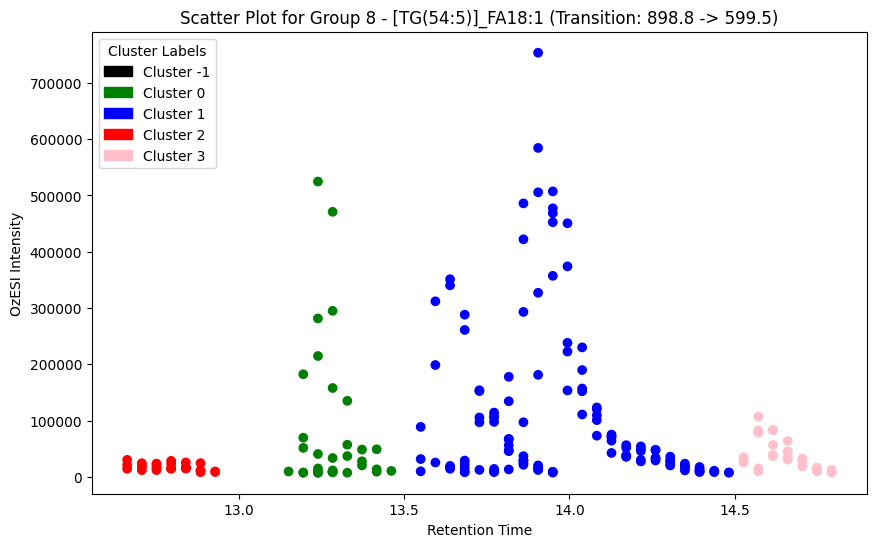 Scatter Plot for Group 8 - [TG(54:5)]_FA18:1 (Transition: 898.8 -> 599.5)
Cluster Labels
Cluster -1
Cluster 0
Cluster 1
Cluster 2
Cluster 3
OzESI Intensity
700000
600000
500000
400000
300000
200000
100000
0
13.0
13.5
14.0
14.5
Retention Time